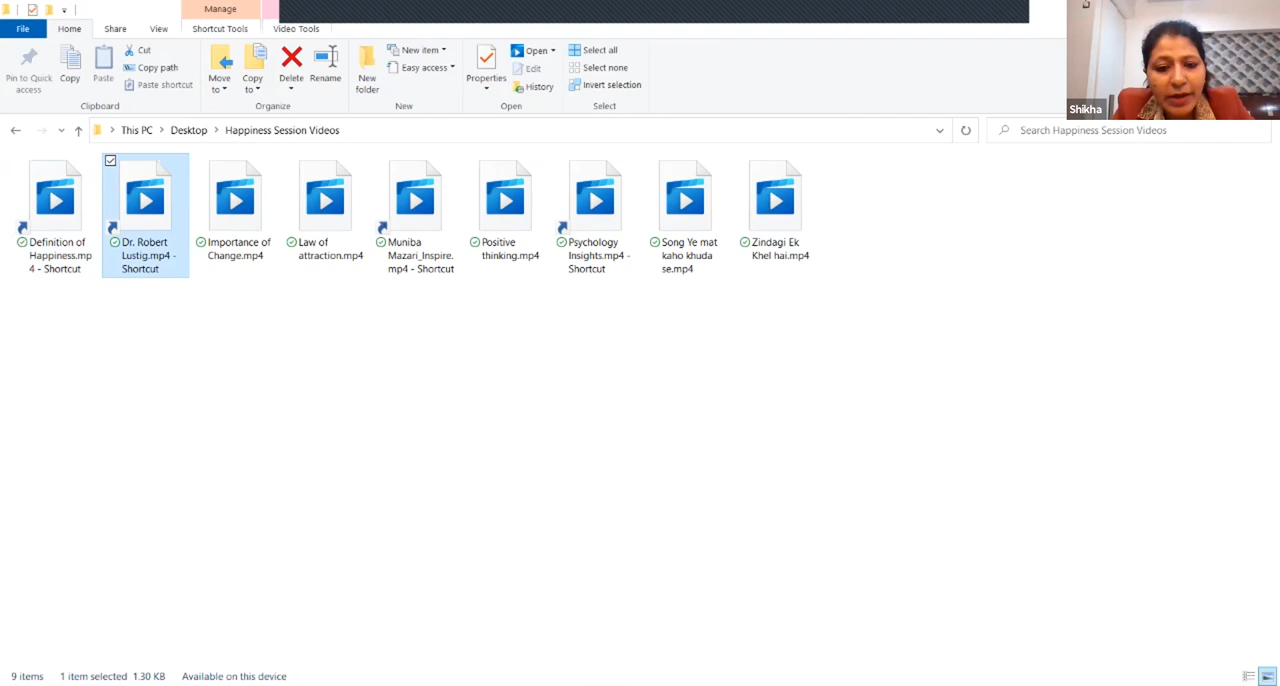 Manage
File Home Share View Shortcut Tools Video Tools
Pin to Quick access
Copy
Paste
Cut
Copy path
Paste shortcut
Clipboard
Move to
Copy to
Delete
Rename
Organize
New folder
New item
Easy access
New
Properties
Open
Edit
History
Open
Select all
Select none
Invert selection
Select
Shikha
This PC > Desktop > Happiness Session Videos
Search Happiness Session Videos
Definition of
Happiness.mp
4 - Shortcut
Dr. Robert
Lustig.mp4 -
Shortcut
Importance of
Change.mp4
Law of
attraction.mp4
Muniba
Mazari_Inspire.
mp4 - Shortcut
Positive
thinking.mp4
Psychology
Insights.mp4 -
Shortcut
Song Ye mat
kaho khuda
se.mp4
Zindagi Ek
Khel hai.mp4
9 items 1 item selected 1.30 KB Available on this device